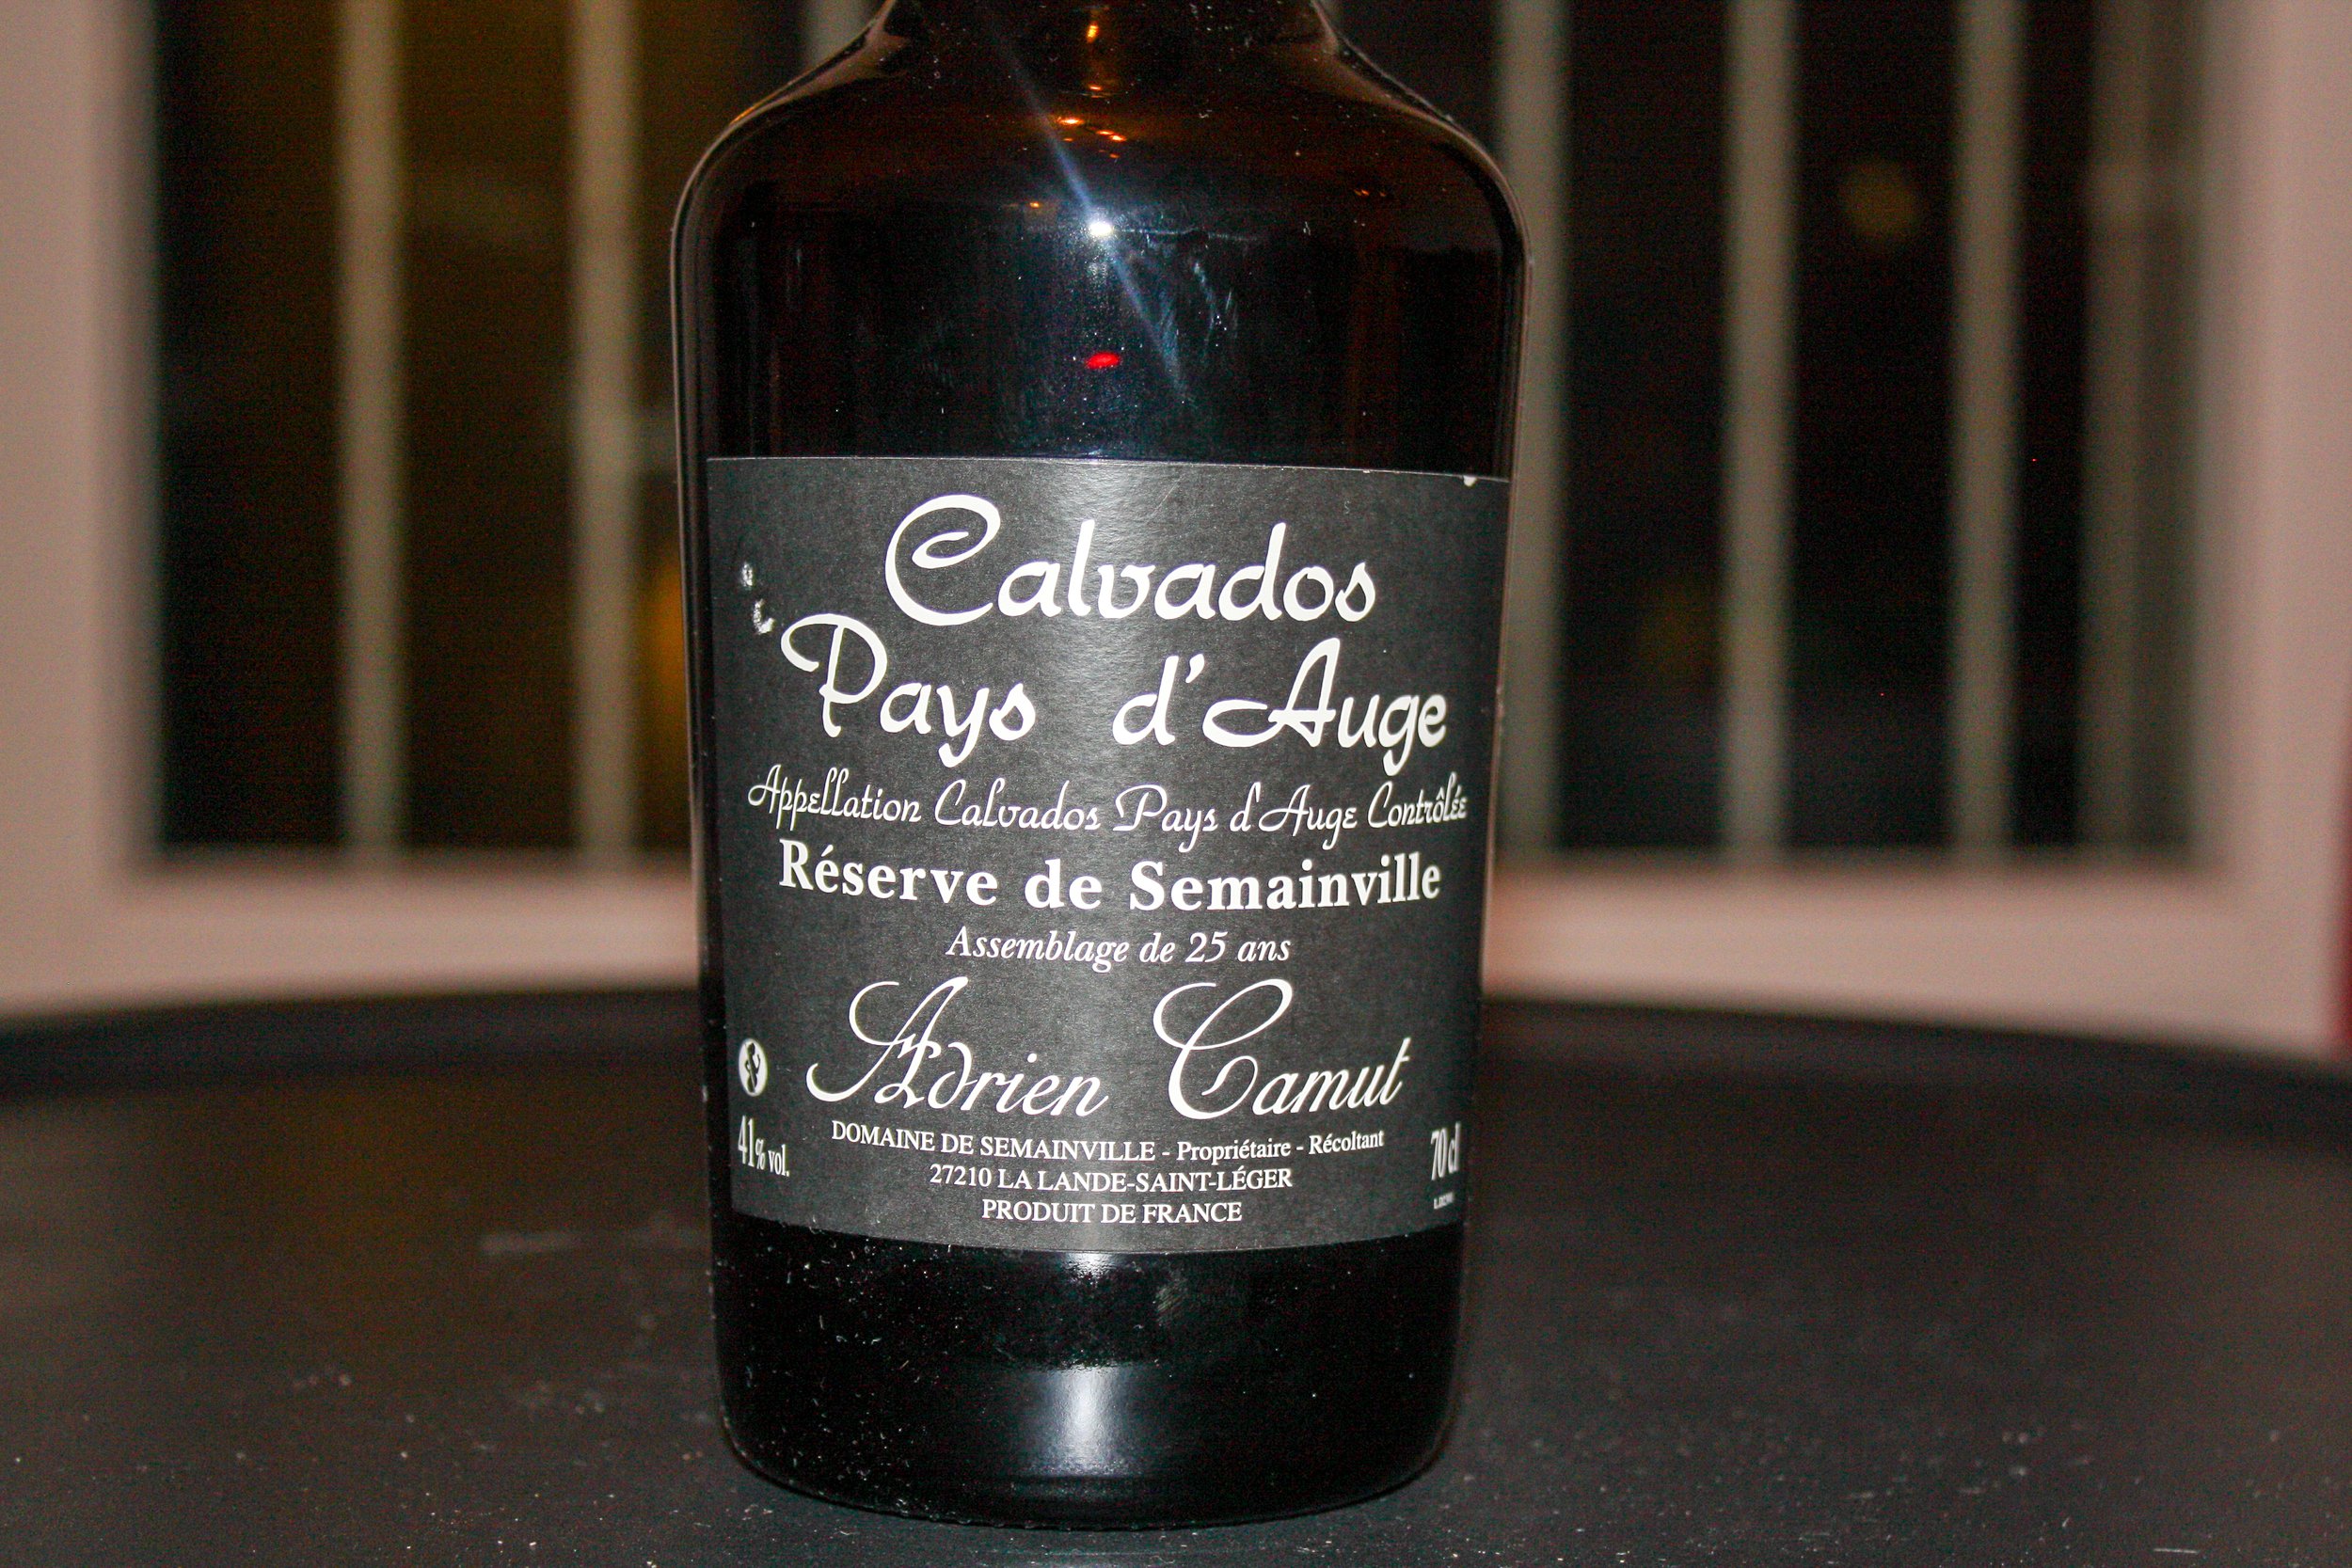 Calvados
Pays d'Auge
Appellation Calvados Pays d'Auge Contrôlée
Réserve de Semainville
Assemblage de 25 ans
Adrien Camut
41% vol.
DOMAINE DE SEMAINVILLE - Propriétaire - Récoltant
70 cl
27210 LA LANDE-SAINT-LÉGER
PRODUIT DE FRANCE